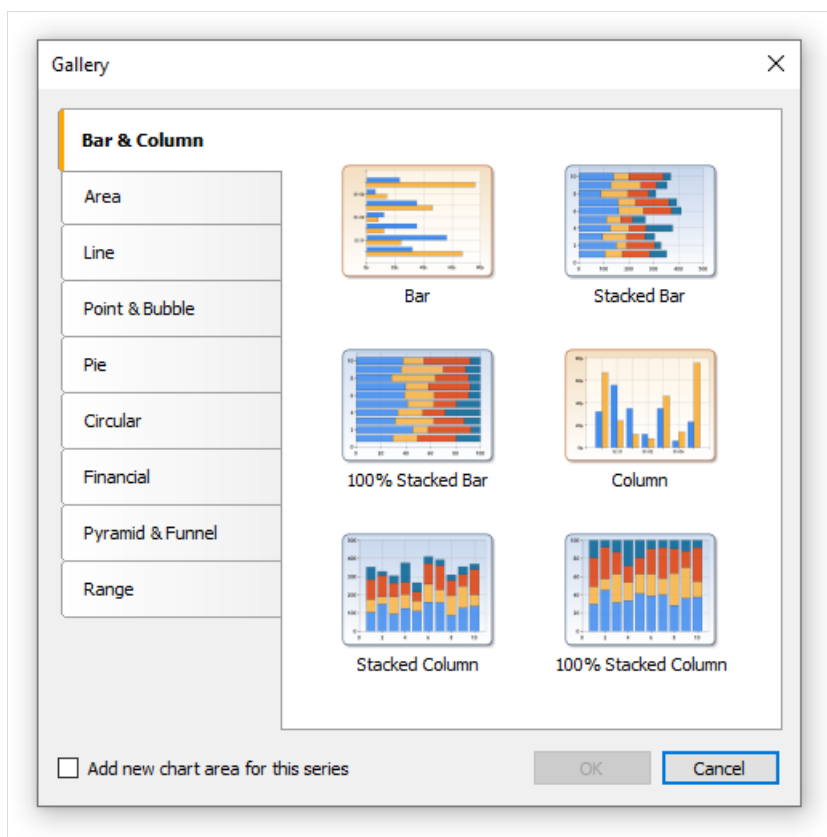 Gallery
Bar & Column
Area
Line
Point & Bubble
Pie
Circular
Financial
Pyramid & Funnel
Range
Bar
Stacked Bar
100% Stacked Bar
Column
Stacked Column
100% Stacked Column
Add new chart area for this series
OK
Cancel